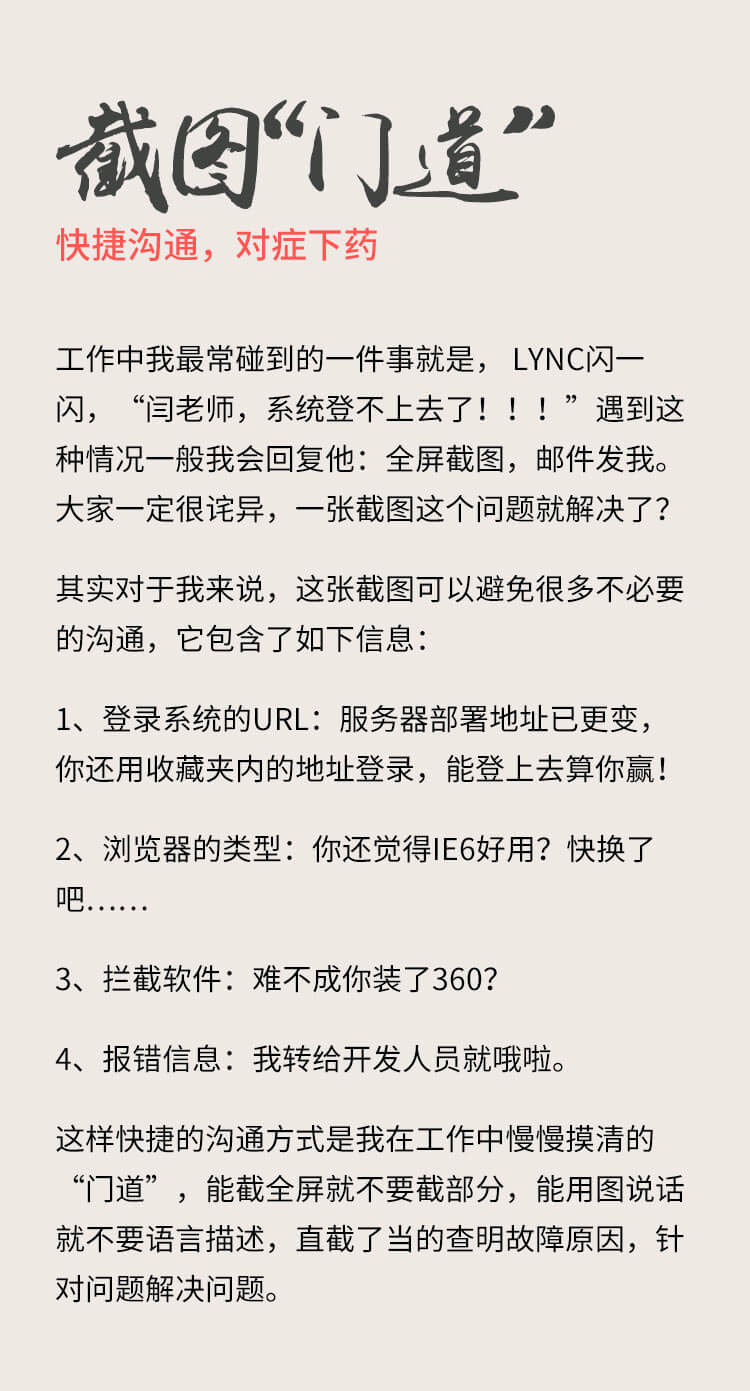 截图“门道”
快捷沟通，对症下药
工作中我最常碰到的一件事就是， LYNC闪一
闪，“闫老师，系统登不上去了！！！”遇到这
种情况一般我会回复他：全屏截图，邮件发我。
大家一定很诧异，一张截图这个问题就解决了？
其实对于我来说，这张截图可以避免很多不必要
的沟通，它包含了如下信息：
1、登录系统的URL：服务器部署地址已更变，
你还用收藏夹内的地址登录，能登上去算你赢！
2、浏览器的类型：你还觉得IE6好用？快换了
吧……
3、拦截软件：难不成你装了360？
4、报错信息：我转给开发人员就哦啦。
这样快捷的沟通方式是我在工作中慢慢摸清的
“门道”，能截全屏就不要截部分，能用图说话
就不要语言描述，直截了当的查明故障原因，针
对问题解决问题。